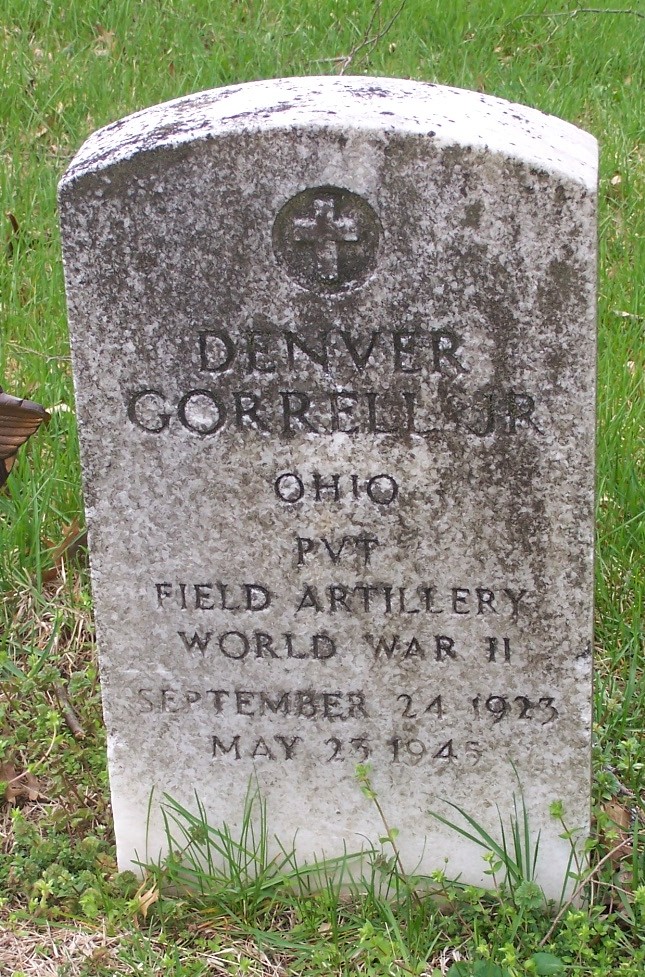 DENVER
GORRELL JR
OHIO
PVT
FIELD ARTILLERY
WORLD WAR II
SEPTEMBER 24 1923
MAY 23 1945